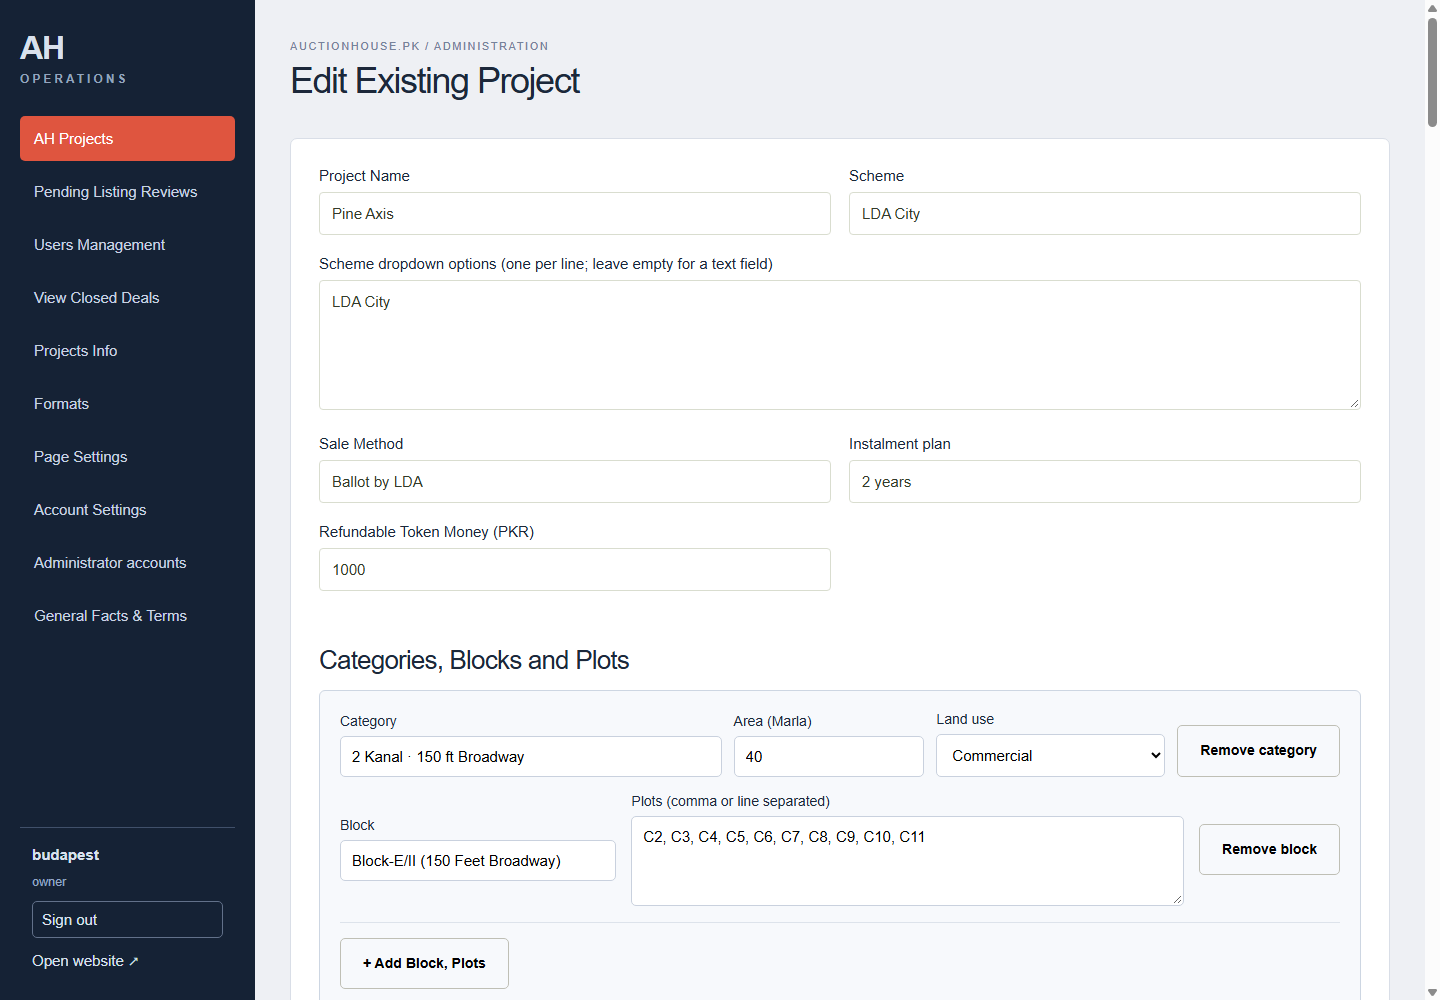 AH
OPERATIONS
AH Projects
Pending Listing Reviews
Users Management
View Closed Deals
Projects Info
Formats
Page Settings
Account Settings
Administrator accounts
General Facts & Terms
budapest
owner
Sign out
Open website ↗
AUCTIONHOUSE.PK / ADMINISTRATION
Edit Existing Project
Project Name
Pine Axis
Scheme
LDA City
Scheme dropdown options (one per line; leave empty for a text field)
LDA City
Sale Method
Ballot by LDA
Instalment plan
2 years
Refundable Token Money (PKR)
1000
Categories, Blocks and Plots
Category
2 Kanal · 150 ft Broadway
Area (Marla)
40
Land use
Commercial
Remove category
Block
Block-E/II (150 Feet Broadway)
Plots (comma or line separated)
C2, C3, C4, C5, C6, C7, C8, C9, C10, C11
Remove block
+ Add Block, Plots